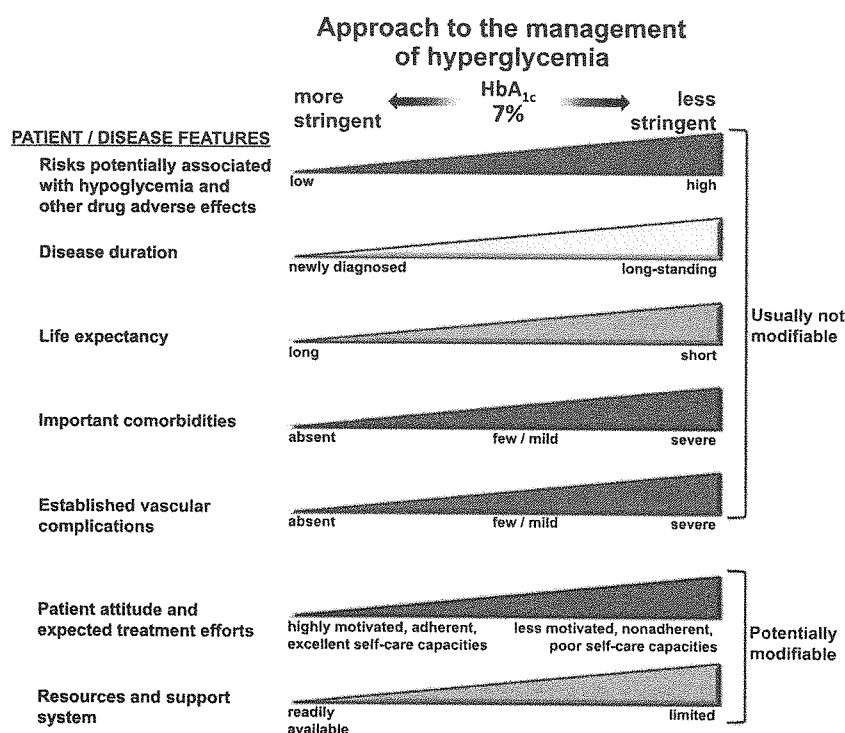 Approach to the management
of hyperglycemia
more
stringent
HbA1c
7%
less
stringent
PATIENT / DISEASE FEATURES
Risks potentially associated
with hypoglycemia and
other drug adverse effects
low
high
Disease duration
newly diagnosed
long-standing
Life expectancy
long
short
Usually not
modifiable
Important comorbidities
absent
few / mild
severe
Established vascular
complications
absent
few / mild
severe
Patient attitude and
expected treatment efforts
highly motivated, adherent,
excellent self-care capacities
less motivated, nonadherent,
poor self-care capacities
Potentially
modifiable
Resources and support
system
readily
available
limited